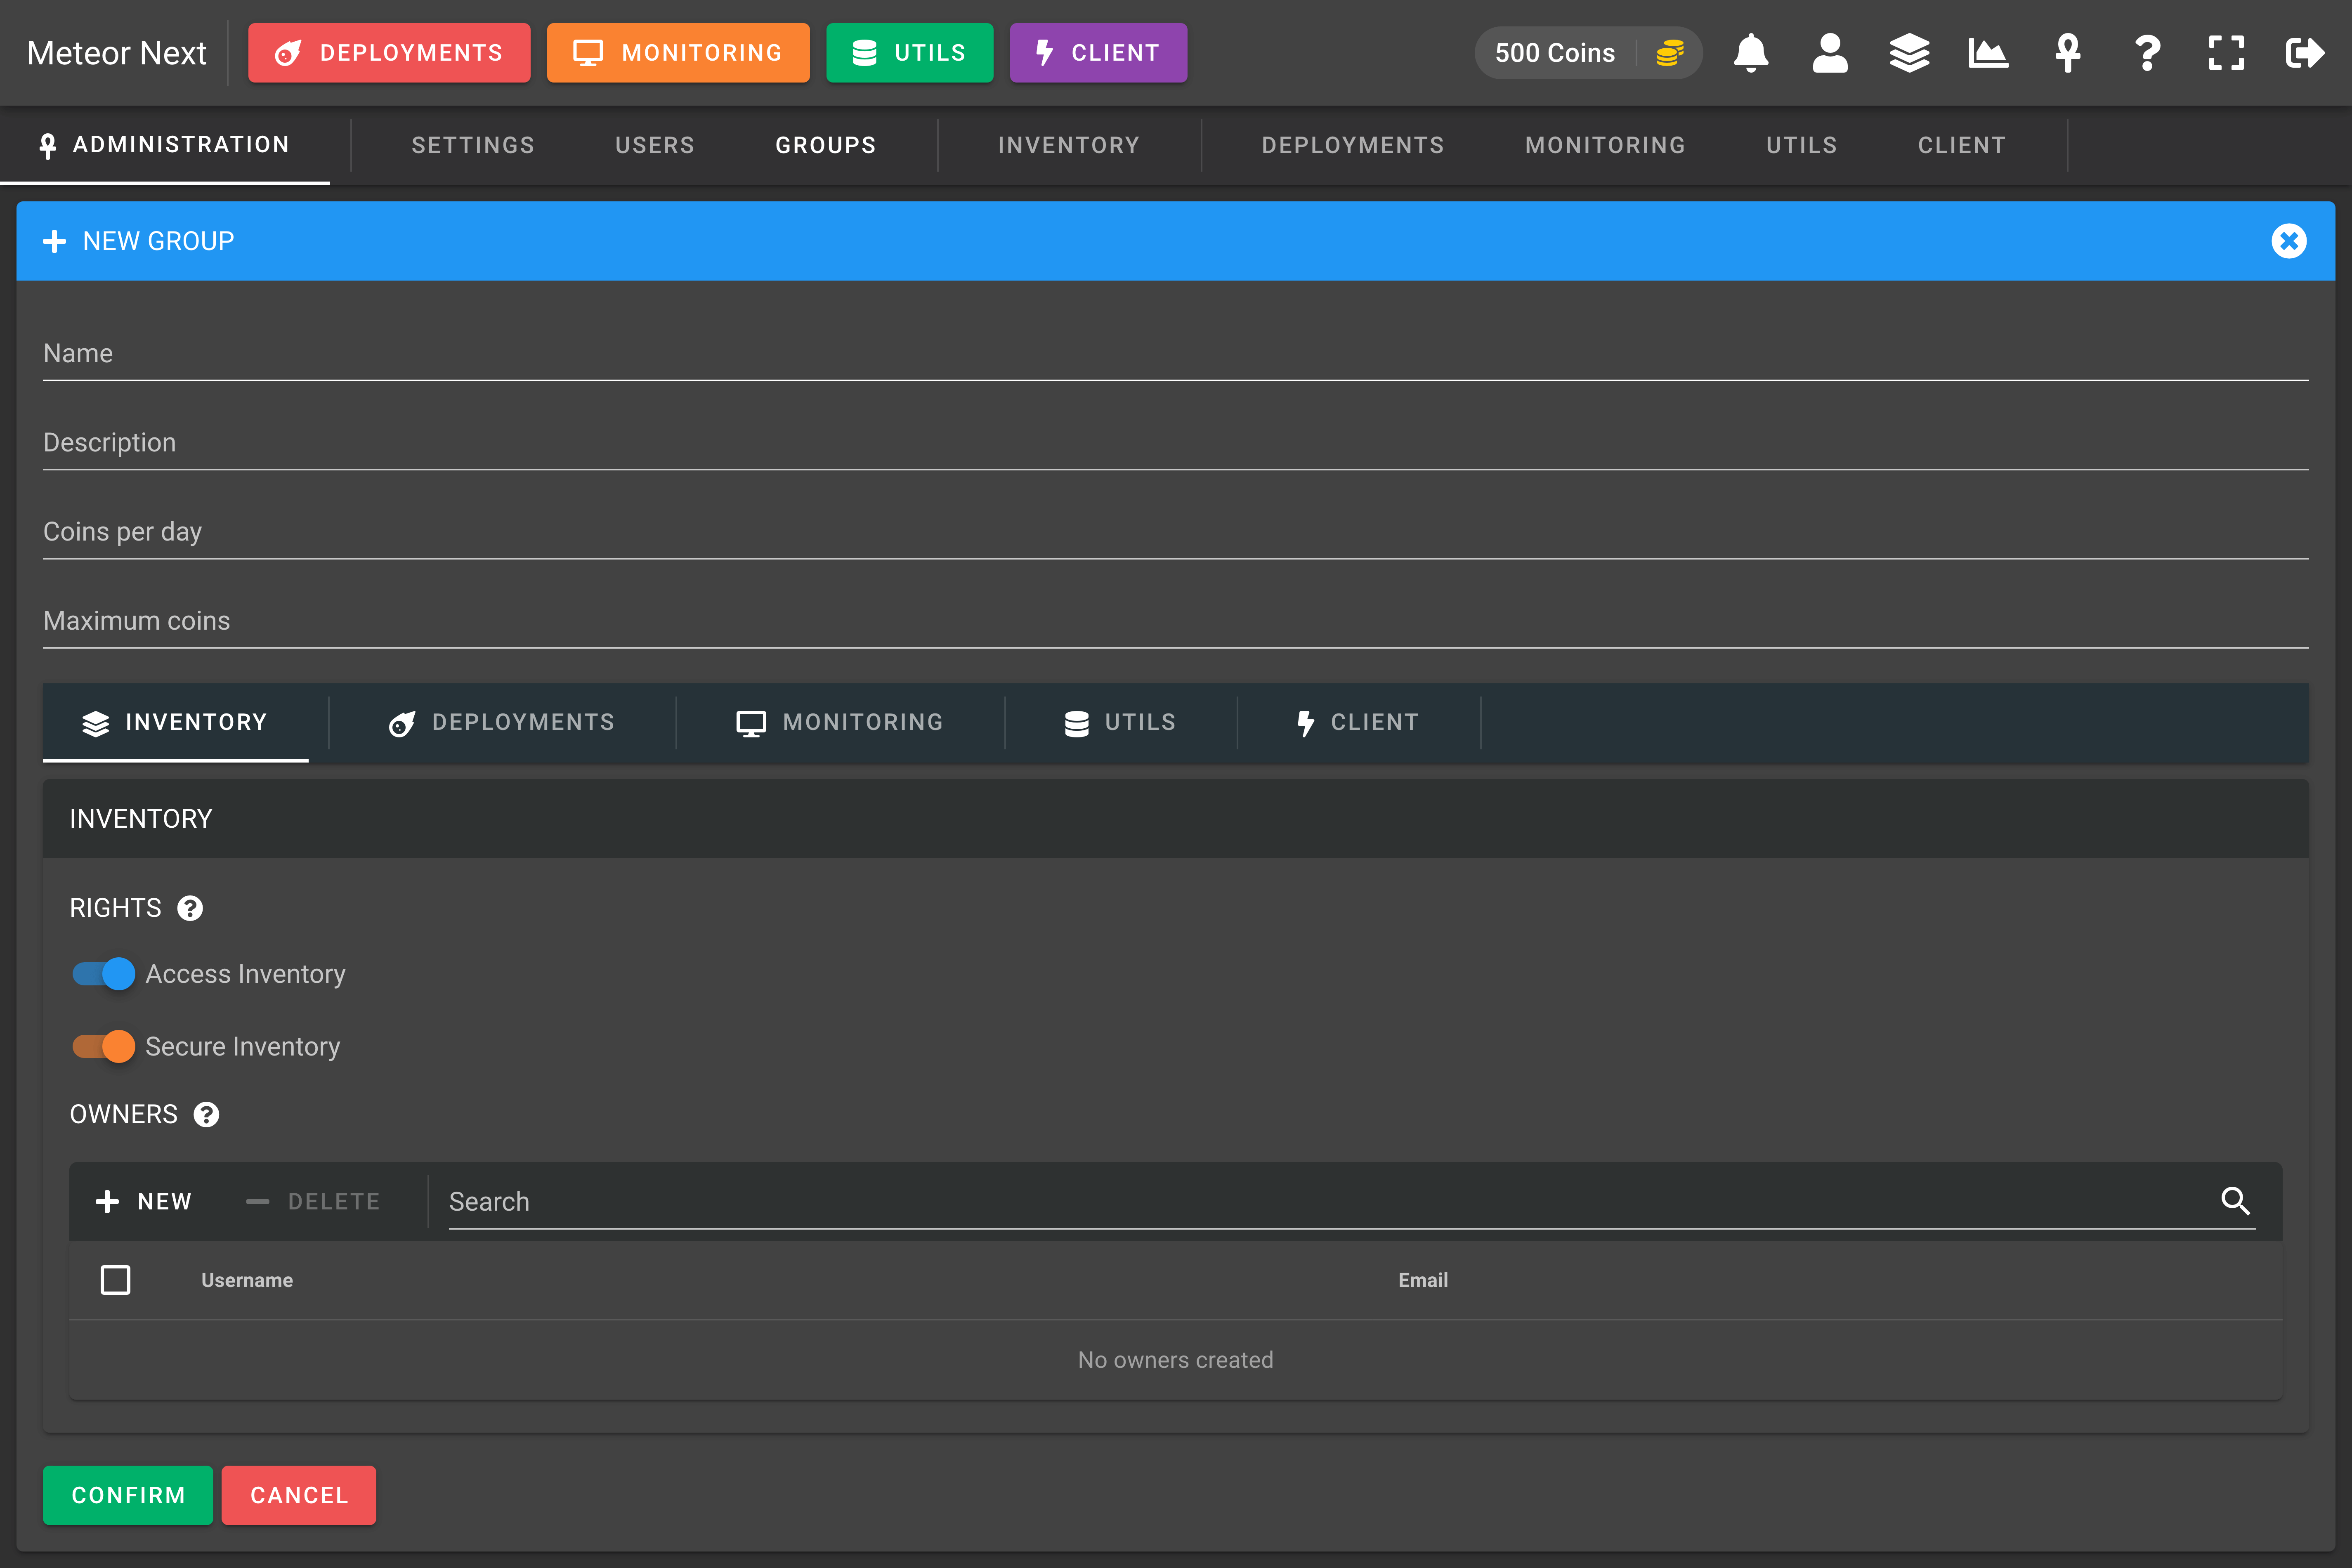 Meteor Next DEPLOYMENTS MONITORING UTILS CLIENT 500 Coins
ADMINISTRATION SETTINGS USERS GROUPS INVENTORY DEPLOYMENTS MONITORING UTILS CLIENT
NEW GROUP
Name
Description
Coins per day
Maximum coins
INVENTORY DEPLOYMENTS MONITORING UTILS CLIENT
INVENTORY
RIGHTS
Access Inventory
Secure Inventory
OWNERS
NEW DELETE Search
Username Email
No owners created
CONFIRM CANCEL